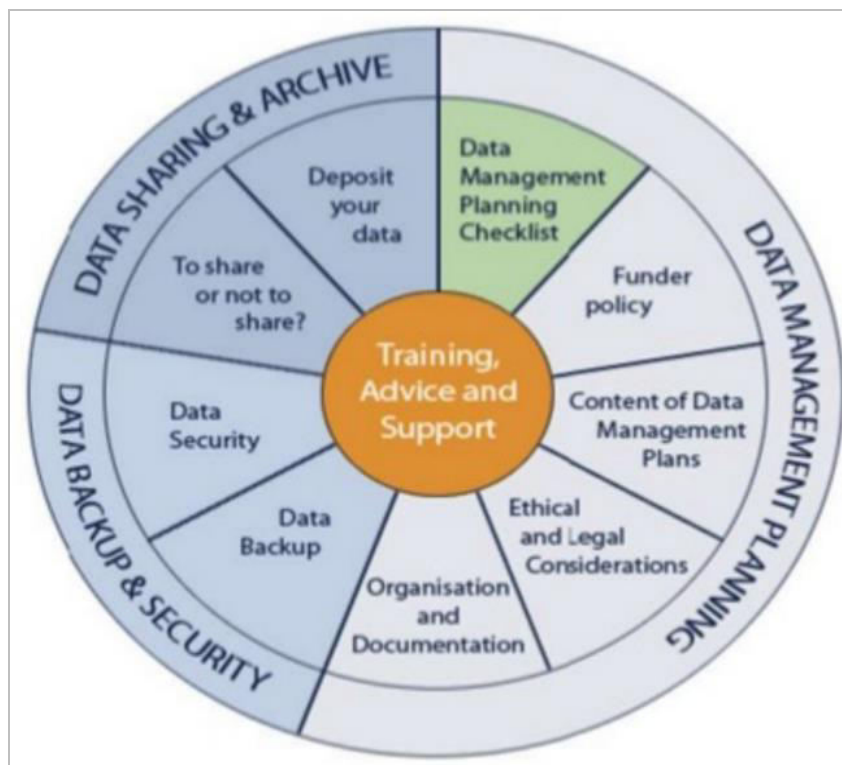 DATA SHARING & ARCHIVE
DATA MANAGEMENT PLANNING
DATA BACKUP & SECURITY
Data
Management
Planning
Checklist
Funder
policy
Content of Data
Management
Plans
Ethical
and Legal
Considerations
Organisation
and
Documentation
Data
Backup
Data
Security
To share
or not to
share?
Deposit
your
data
Training,
Advice and
Support